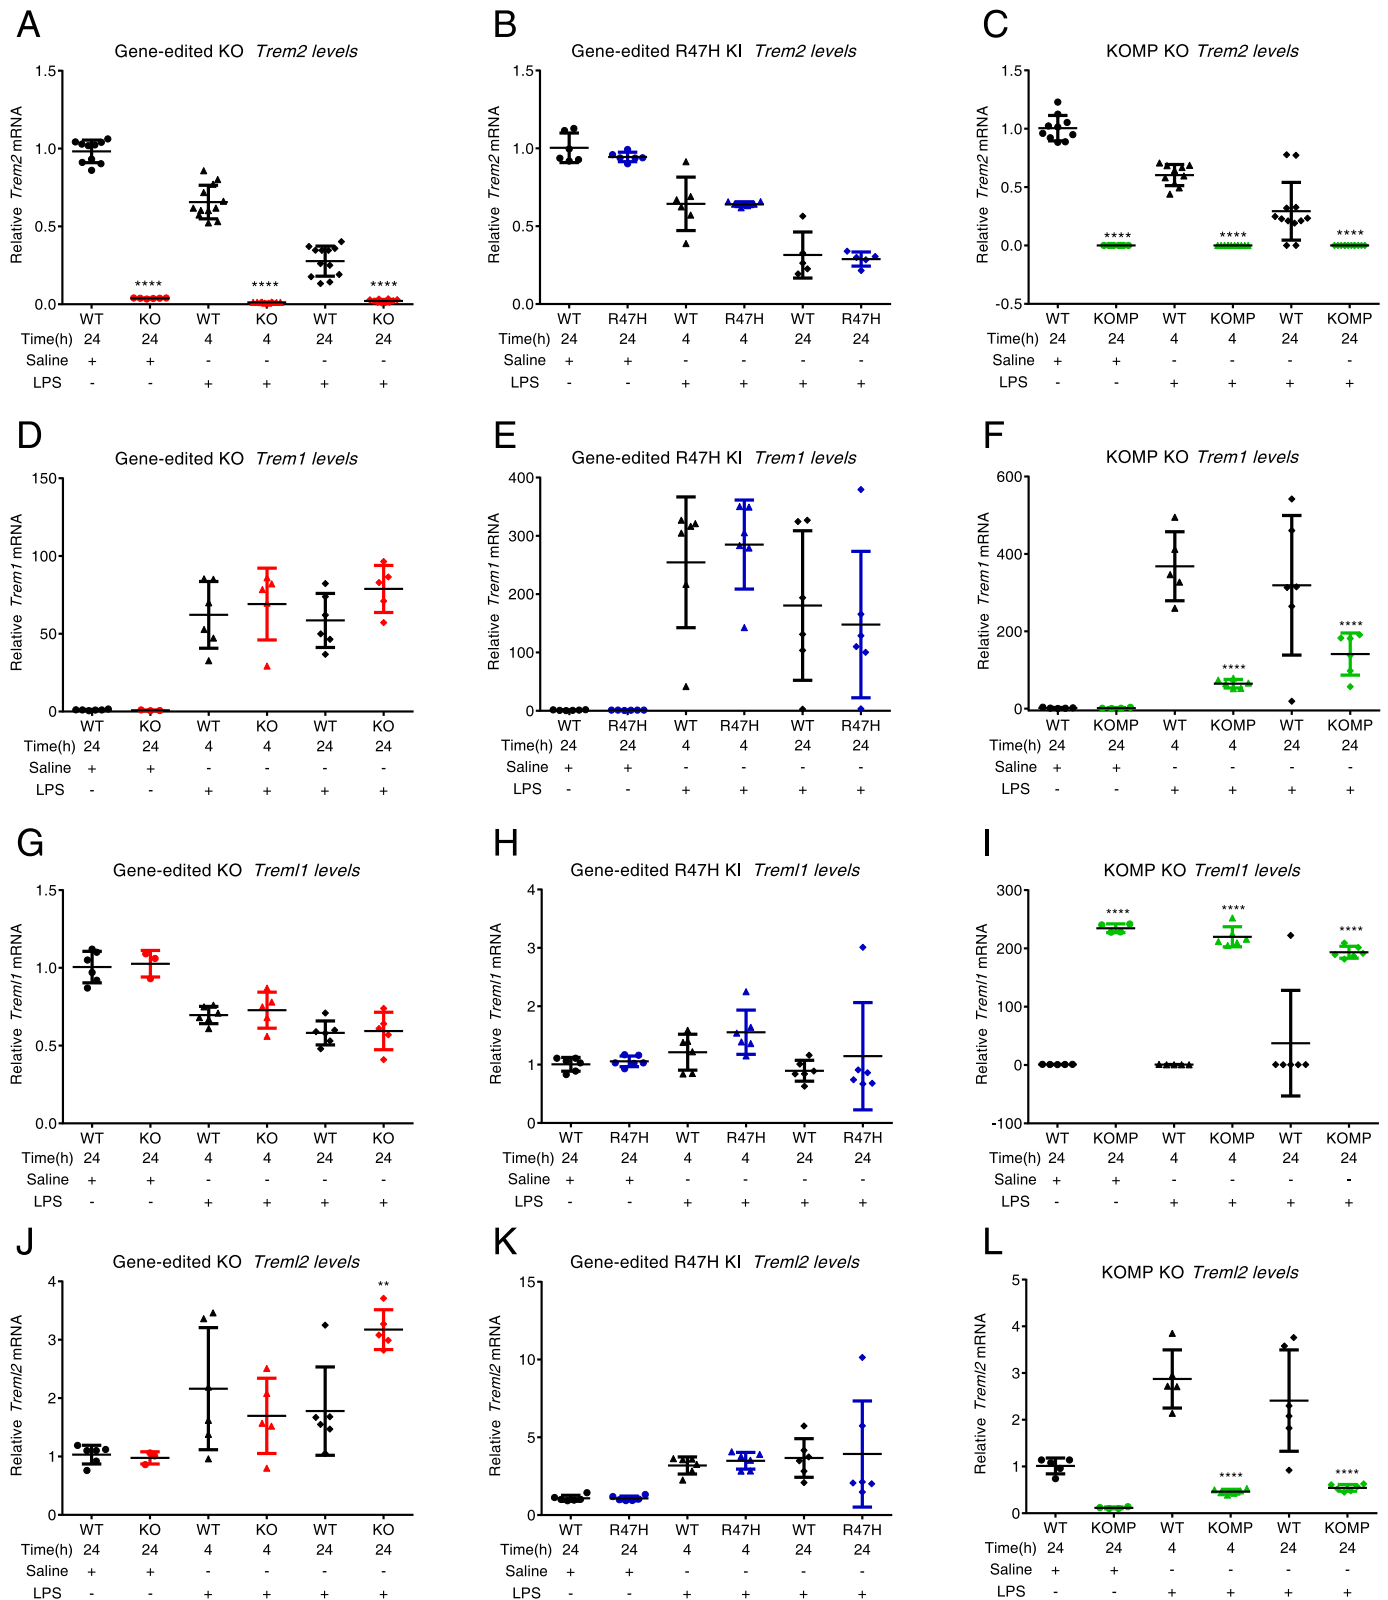 A
Gene-edited KO Trem2 levels
Relative Trem2 mRNA
1.5
1.0
0.5
0.0
**** **** ****
WT KO WT KO WT KO
Time(h) 24 24 4 4 24 24
Saline + + - - - -
LPS - - + + + +
B
Gene-edited R47H KI Trem2 levels
Relative Trem2 mRNA
1.5
1.0
0.5
0.0
WT R47H WT R47H WT R47H
Time(h) 24 24 4 4 24 24
Saline + + - - - -
LPS - - + + + +
C
KOMP KO Trem2 levels
Relative Trem2 mRNA
1.5
1.0
0.5
0.0
-0.5
**** **** ****
WT KOMP WT KOMP WT KOMP
Time(h) 24 24 4 4 24 24
Saline + + - - - -
LPS - - + + + +
D
Gene-edited KO Trem1 levels
Relative Trem1 mRNA
150
100
50
0
WT KO WT KO WT KO
Time(h) 24 24 4 4 24 24
Saline + + - - - -
LPS - - + + + +
E
Gene-edited R47H KI Trem1 levels
Relative Trem1 mRNA
400
300
200
100
0
WT R47H WT R47H WT R47H
Time(h) 24 24 4 4 24 24
Saline + + - - - -
LPS - - + + + +
F
KOMP KO Trem1 levels
Relative Trem1 mRNA
600
400
200
0
**** ****
WT KOMP WT KOMP WT KOMP
Time(h) 24 24 4 4 24 24
Saline + + - - - -
LPS - - + + + +
G
Gene-edited KO Treml1 levels
Relative Treml1 mRNA
1.5
1.0
0.5
0.0
WT KO WT KO WT KO
Time(h) 24 24 4 4 24 24
Saline + + - - - -
LPS - - + + + +
H
Gene-edited R47H KI Treml1 levels
Relative Treml1 mRNA
4
3
2
1
0
WT R47H WT R47H WT R47H
Time(h) 24 24 4 4 24 24
Saline + + - - - -
LPS - - + + + +
I
KOMP KO Treml1 levels
Relative Treml1 mRNA
300
200
100
0
-100
**** **** ****
WT KOMP WT KOMP WT KOMP
Time(h) 24 24 4 4 24 24
Saline + + - - - -
LPS - - + + + +
J
Gene-edited KO Treml2 levels
Relative Treml2 mRNA
4
3
2
1
0
**
WT KO WT KO WT KO
Time(h) 24 24 4 4 24 24
Saline + + - - - -
LPS - - + + + +
K
Gene-edited R47H KI Treml2 levels
Relative Treml2 mRNA
15
10
5
0
WT R47H WT R47H WT R47H
Time(h) 24 24 4 4 24 24
Saline + + - - - -
LPS - - + + + +
L
KOMP KO Treml2 levels
Relative Treml2 mRNA
5
4
3
2
1
0
**** ****
WT KOMP WT KOMP WT KOMP
Time(h) 24 24 4 4 24 24
Saline + + - - - -
LPS - - + + + +